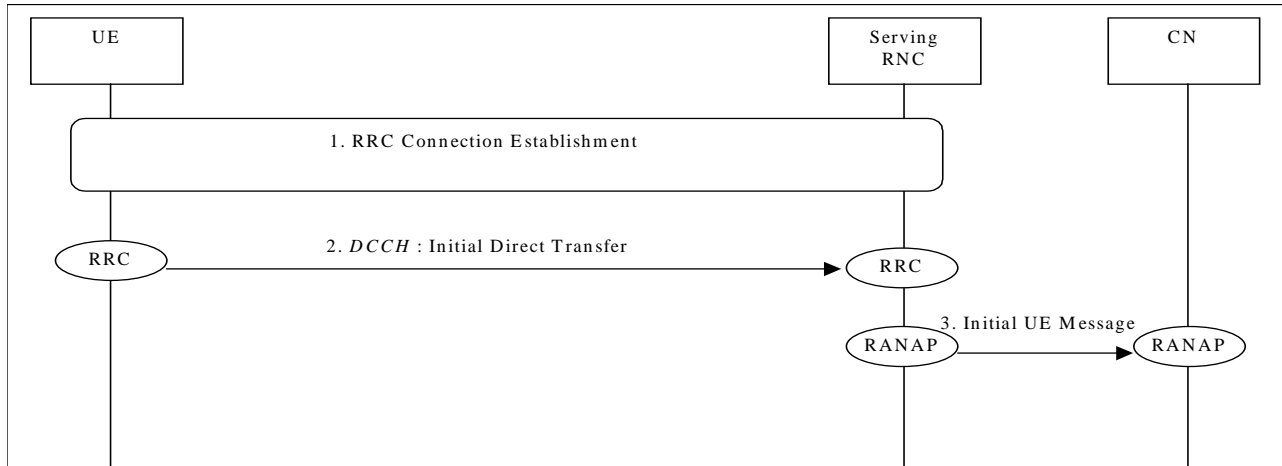 UE
Serving
RNC
CN
1. RRC Connection Establishment
2. DCCH : Initial Direct Transfer
RRC
RRC
3. Initial UE Message
RANAP
RANAP